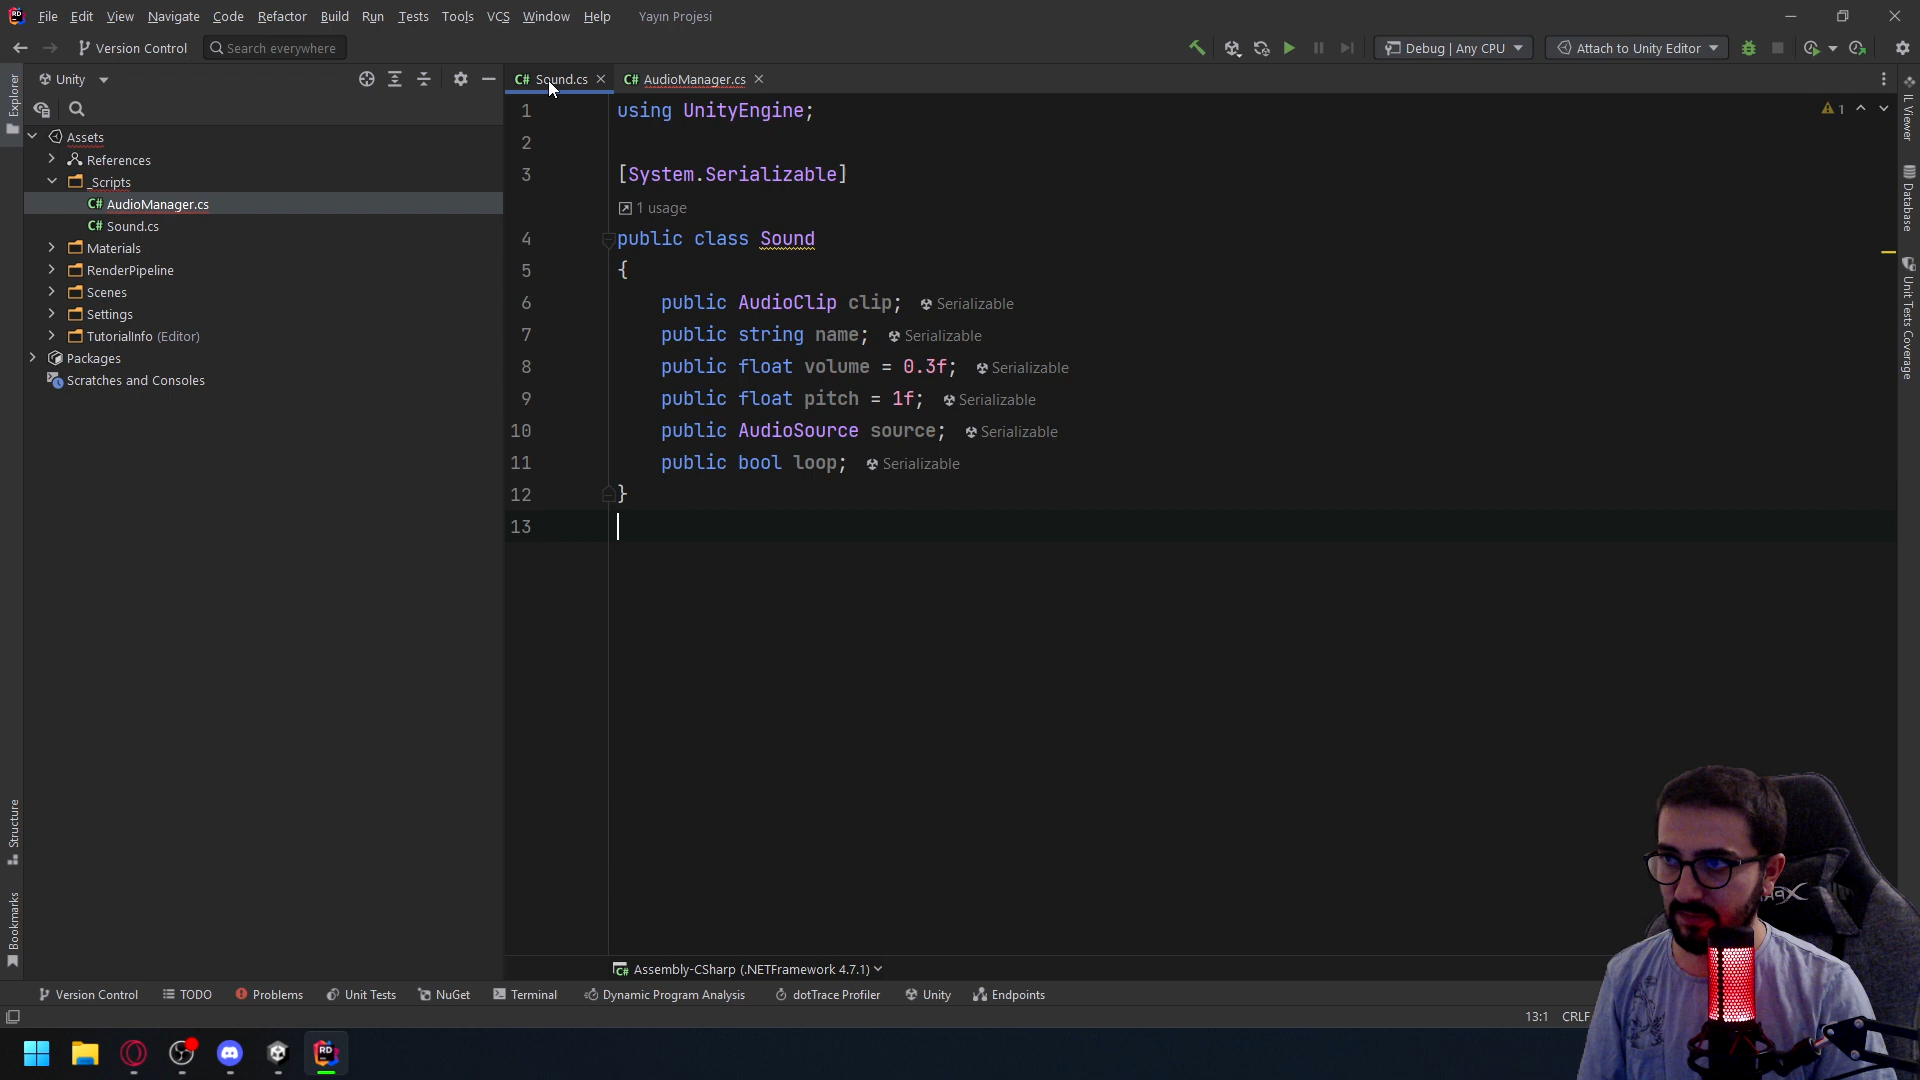 File Edit View Navigate Code Refactor Build Run Tests Tools VCS Window Help Yayın Projesi
Version Control Search everywhere Debug | Any CPU Attach to Unity Editor
Unity
C# Sound.cs C# AudioManager.cs
Explorer
Assets
References
_Scripts
C# AudioManager.cs
C# Sound.cs
Materials
RenderPipeline
Scenes
Settings
TutorialInfo (Editor)
Packages
Scratches and Consoles
Structure
Bookmarks
1 using UnityEngine;
2
3 [System.Serializable]
1 usage
4 public class Sound
5 {
6 public AudioClip clip; Serializable
7 public string name; Serializable
8 public float volume = 0.3f; Serializable
9 public float pitch = 1f; Serializable
10 public AudioSource source; Serializable
11 public bool loop; Serializable
12 }
13
1
IL Viewer
Database
Unit Tests Coverage
C# Assembly-CSharp (.NETFramework 4.7.1)
Version Control TODO Problems Unit Tests NuGet Terminal Dynamic Program Analysis dotTrace Profiler Unity Endpoints
13:1 CRLF
RD